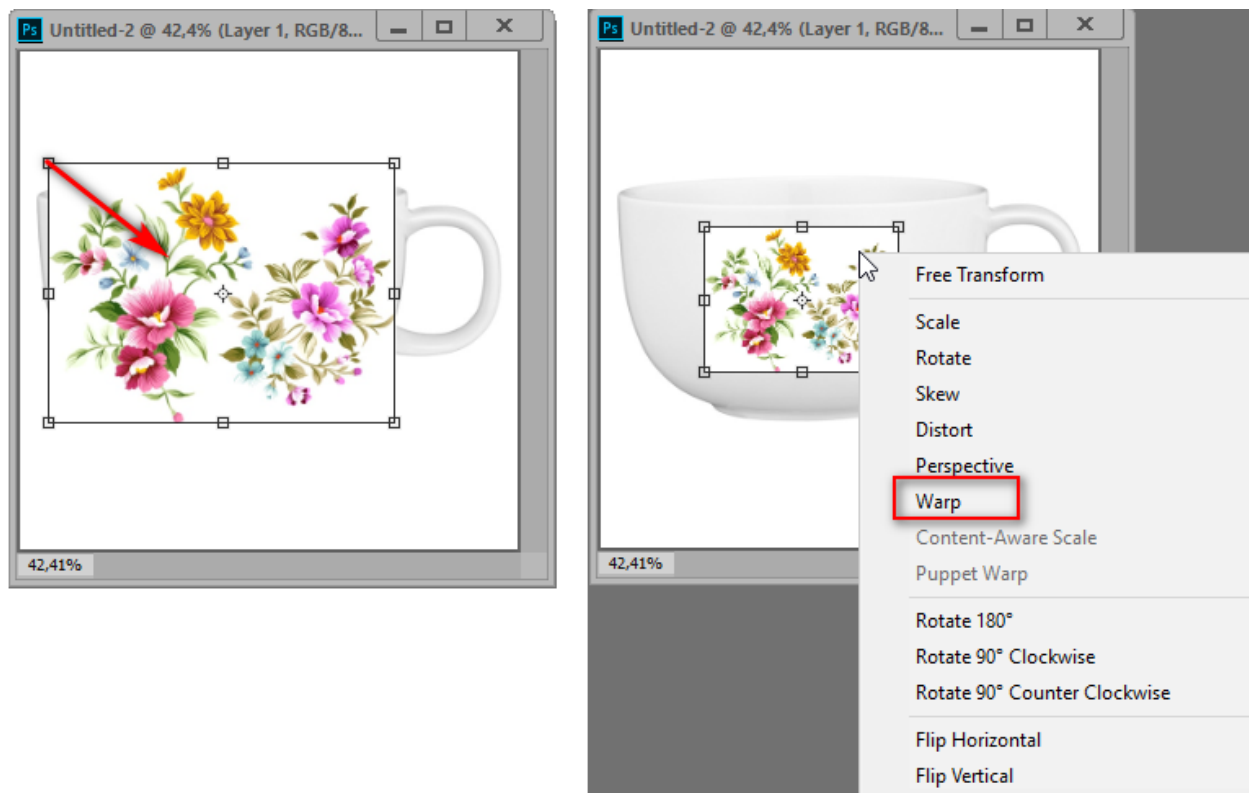 Ps Untitled-2 @ 42,4% (Layer 1, RGB/8...
42,41%
Ps Untitled-2 @ 42,4% (Layer 1, RGB/8...
42,41%
Free Transform
Scale
Rotate
Skew
Distort
Perspective
Warp
Content-Aware Scale
Puppet Warp
Rotate 180°
Rotate 90° Clockwise
Rotate 90° Counter Clockwise
Flip Horizontal
Flip Vertical